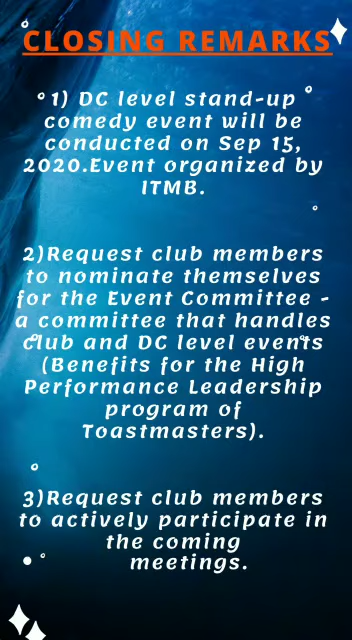 CLOSING REMARKS
1) DC level stand-up
comedy event will be
conducted on Sep 15,
2020.Event organized by
ITMB.
2)Request club members
to nominate themselves
for the Event Committee -
a committee that handles
club and DC level events
(Benefits for the High
Performance Leadership
program of
Toastmasters).
3)Request club members
to actively participate in
the coming
meetings.